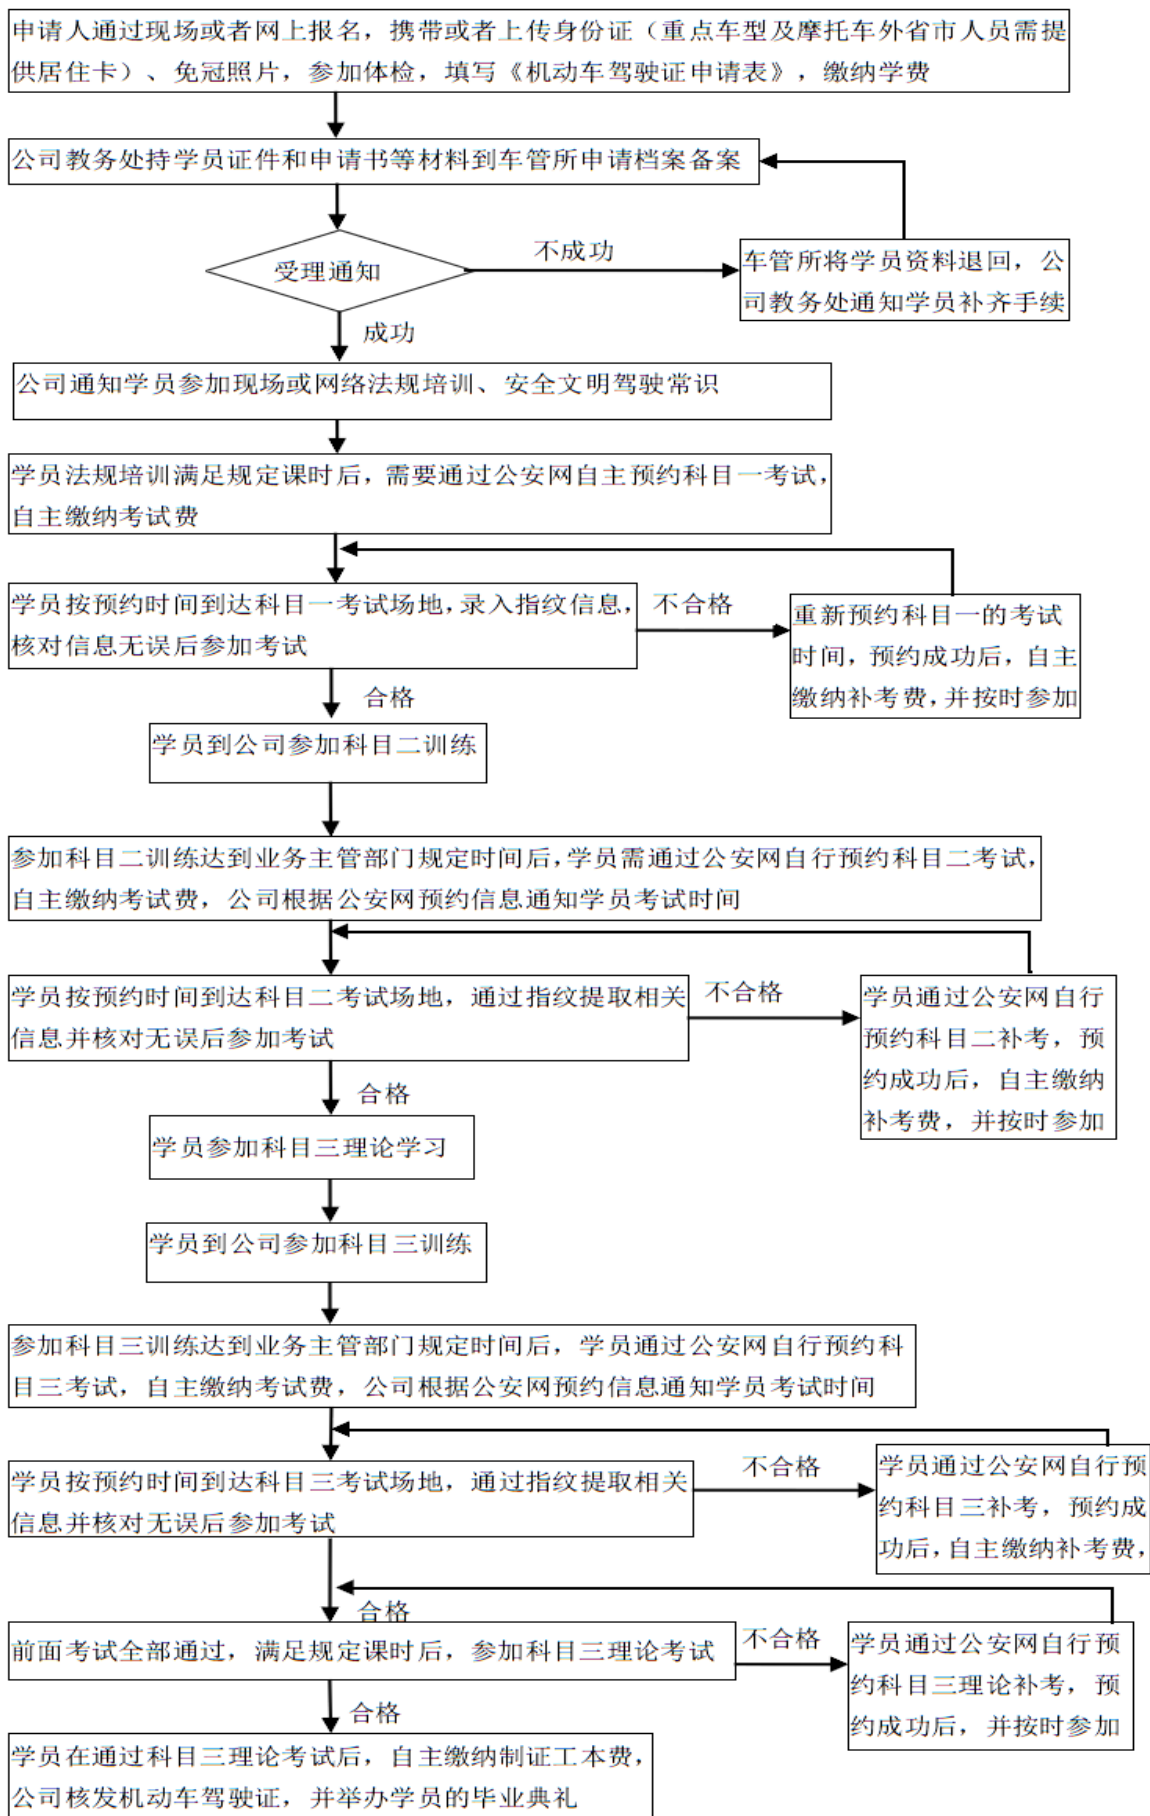 申请人通过现场或者网上报名，携带或者上传身份证（重点车型及摩托车外省市人员需提
供居住卡）、免冠照片，参加体检，填写《机动车驾驶证申请表》，缴纳学费
公司教务处持学员证件和申请书等材料到车管所申请档案备案
受理通知
不成功
车管所将学员资料退回，公
司教务处通知学员补齐手续
成功
公司通知学员参加现场或网络法规培训、安全文明驾驶常识
学员法规培训满足规定课时后，需要通过公安网自主预约科目一考试，
自主缴纳考试费
学员按预约时间到达科目一考试场地，录入指纹信息，
核对信息无误后参加考试
不合格
重新预约科目一的考试
时间，预约成功后，自主
缴纳补考费，并按时参加
合格
学员到公司参加科目二训练
参加科目二训练达到业务主管部门规定时间后，学员需通过公安网自行预约科目二考试，
自主缴纳考试费，公司根据公安网预约信息通知学员考试时间
学员按预约时间到达科目二考试场地，通过指纹提取相关
信息并核对无误后参加考试
不合格
学员通过公安网自行
预约科目二补考，预
约成功后，自主缴纳
补考费，并按时参加
合格
学员参加科目三理论学习
学员到公司参加科目三训练
参加科目三训练达到业务主管部门规定时间后，学员通过公安网自行预约科
目三考试，自主缴纳考试费，公司根据公安网预约信息通知学员考试时间
学员按预约时间到达科目三考试场地，通过指纹提取相关
信息并核对无误后参加考试
不合格
学员通过公安网自行预
约科目三补考，预约成
功后，自主缴纳补考费，
合格
前面考试全部通过，满足规定课时后，参加科目三理论考试
不合格
学员通过公安网自行预
约科目三理论补考，预
约成功后，并按时参加
合格
学员在通过科目三理论考试后，自主缴纳制证工本费，
公司核发机动车驾驶证，并举办学员的毕业典礼